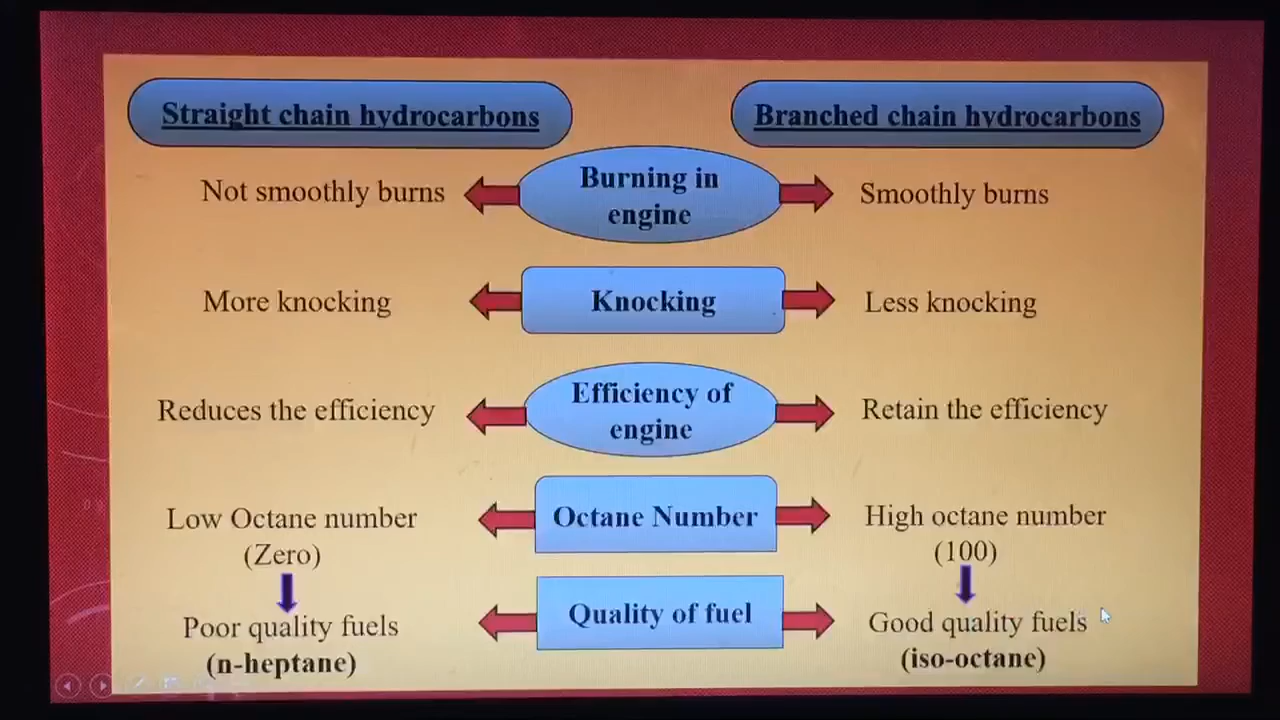 Straight chain hydrocarbons
Branched chain hydrocarbons
Not smoothly burns
Burning in
engine
Smoothly burns
More knocking
Knocking
Less knocking
Reduces the efficiency
Efficiency of
engine
Retain the efficiency
Low Octane number
(Zero)
Octane Number
High octane number
(100)
Poor quality fuels
(n-heptane)
Quality of fuel
Good quality fuels
(iso-octane)